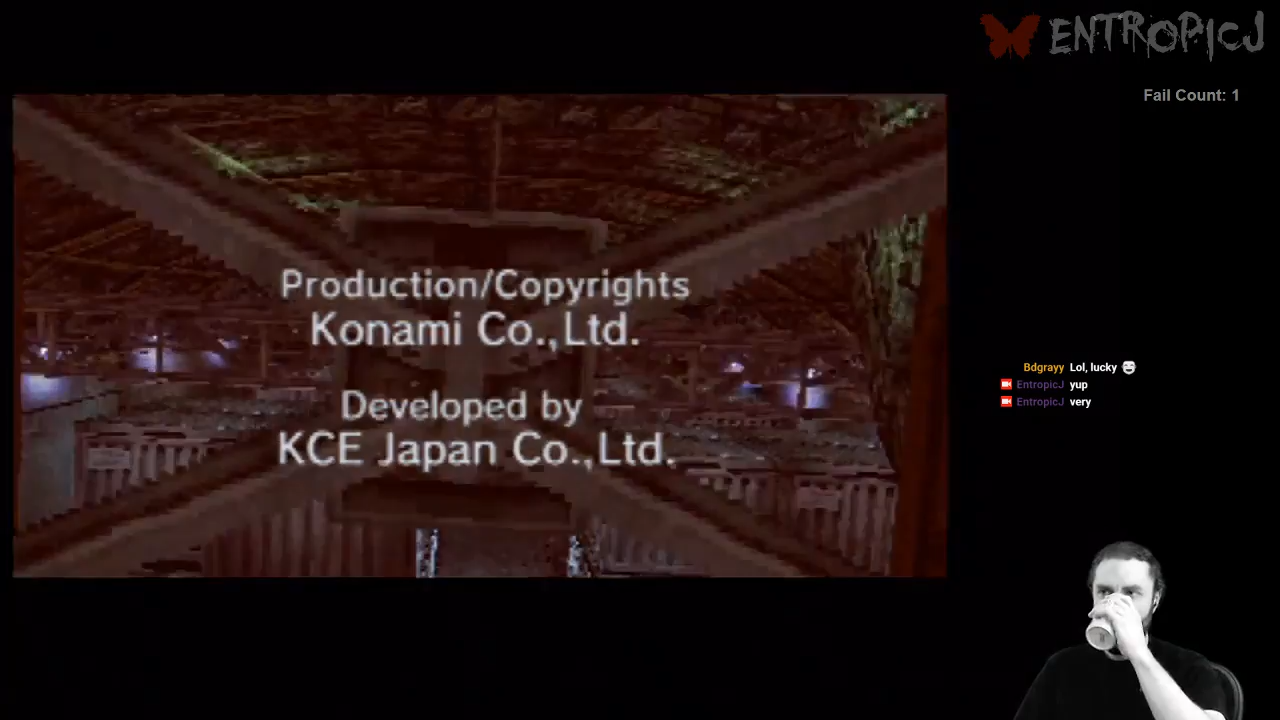 ENTROPICJ
Fail Count: 1
Production/Copyrights
Konami Co.,Ltd.
Developed by
KCE Japan Co.,Ltd.
Bdgrayy Lol, lucky
EntropicJ yup
EntropicJ very